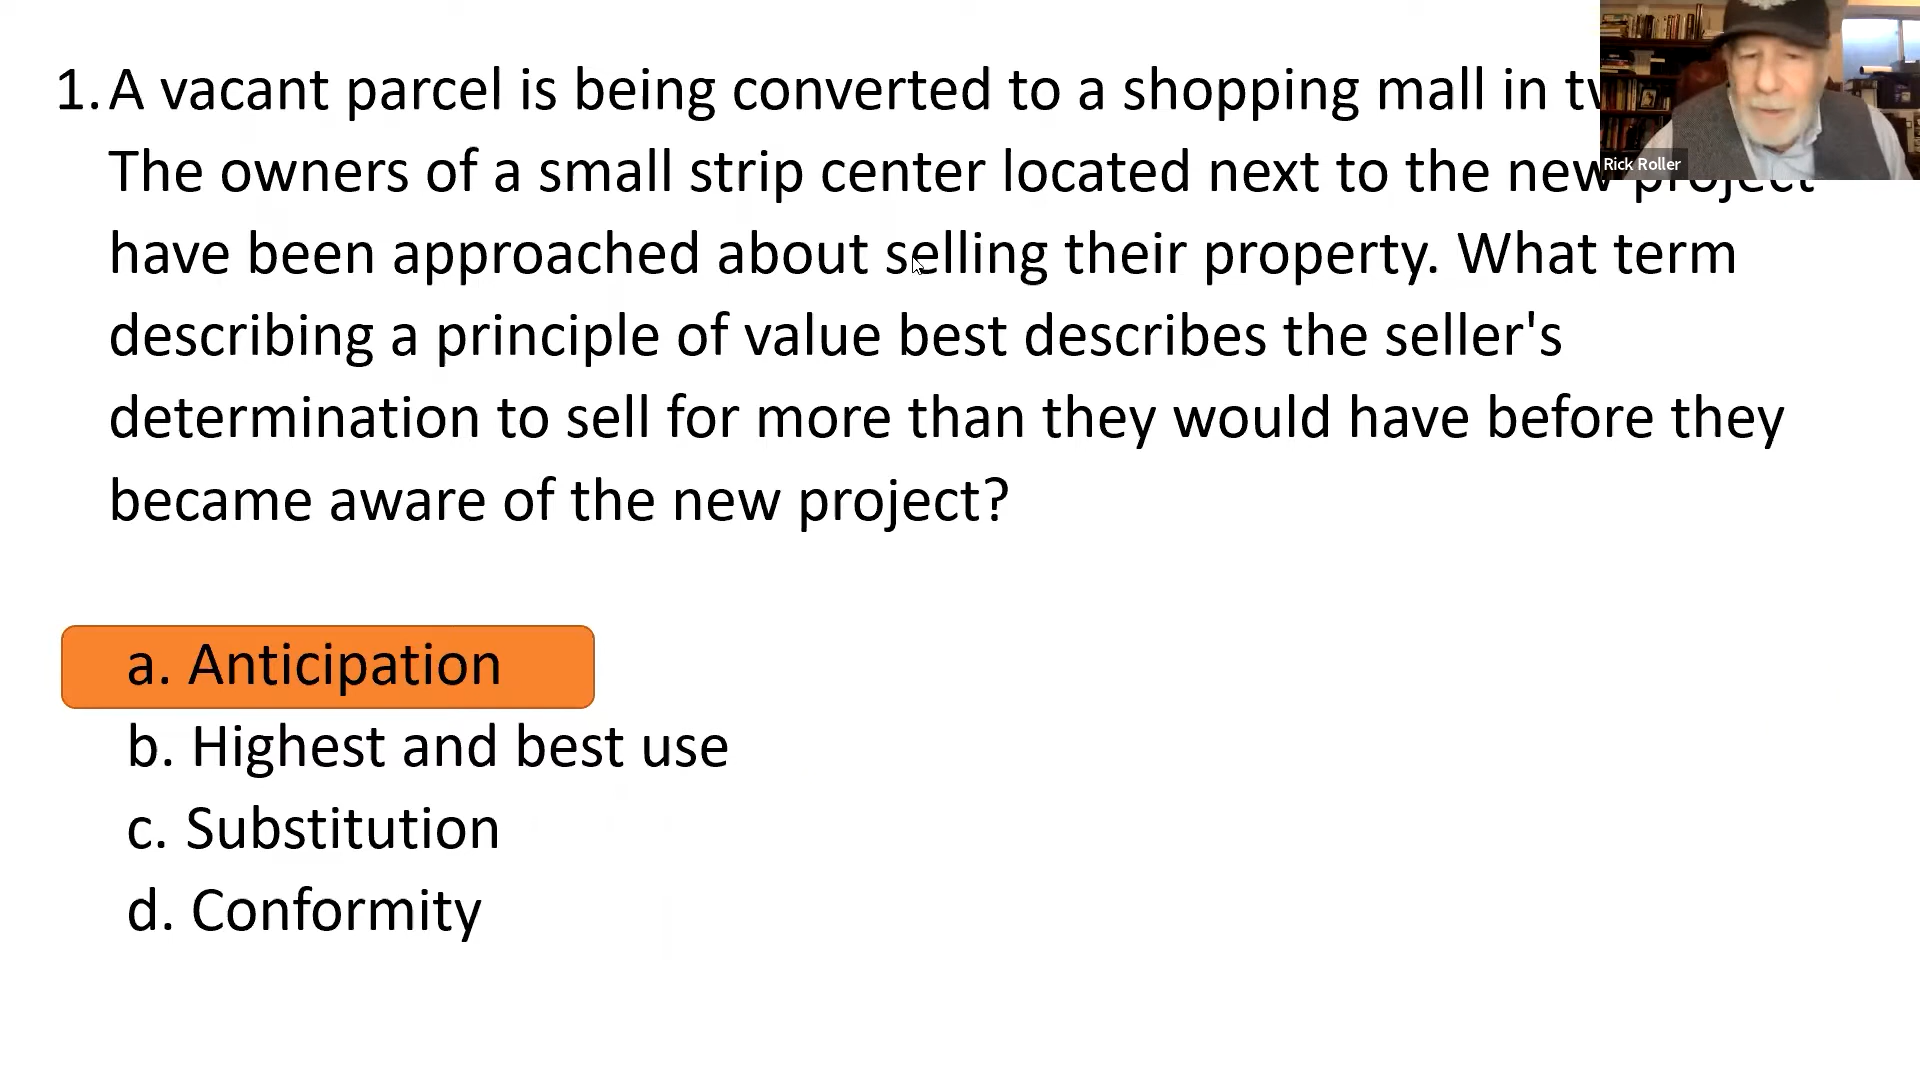 1. A vacant parcel is being converted to a shopping mall in
The owners of a small strip center located next to the new project
Rick Roller
have been approached about selling their property. What term
describing a principle of value best describes the seller's
determination to sell for more than they would have before they
became aware of the new project?
a. Anticipation
b. Highest and best use
c. Substitution
d. Conformity